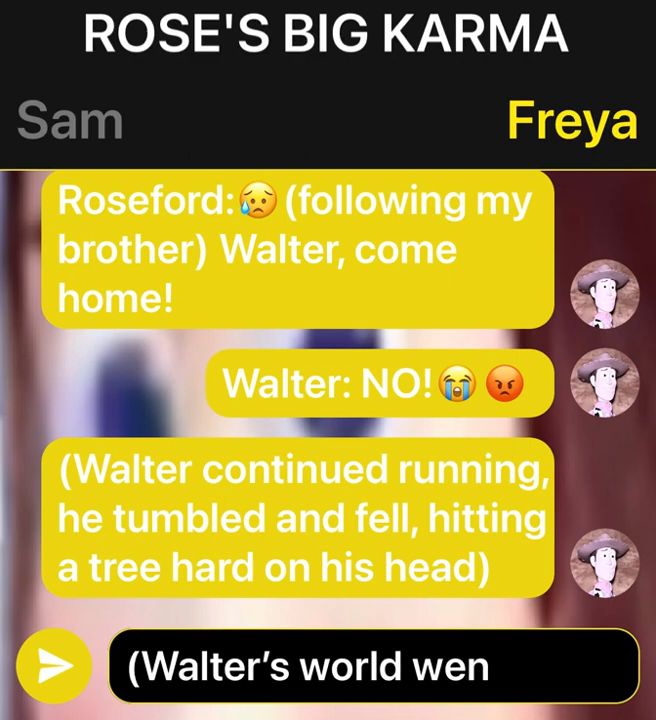 ROSE'S BIG KARMA
Sam
Freya
Roseford:😥 (following my
brother) Walter, come
home!
Walter: NO!😭 😡
(Walter continued running,
he tumbled and fell, hitting
a tree hard on his head)
(Walter’s world wen